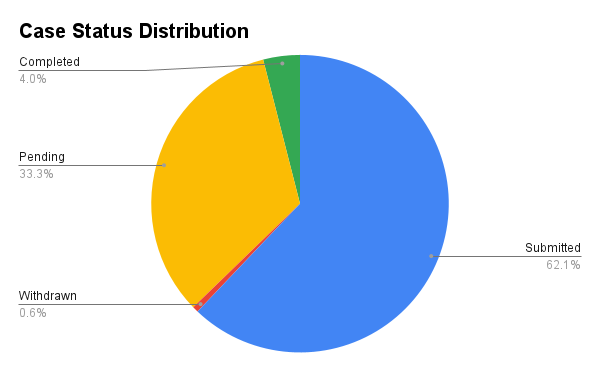 Case Status Distribution
Completed
4.0%
Pending
33.3%
Submitted
62.1%
Withdrawn
0.6%